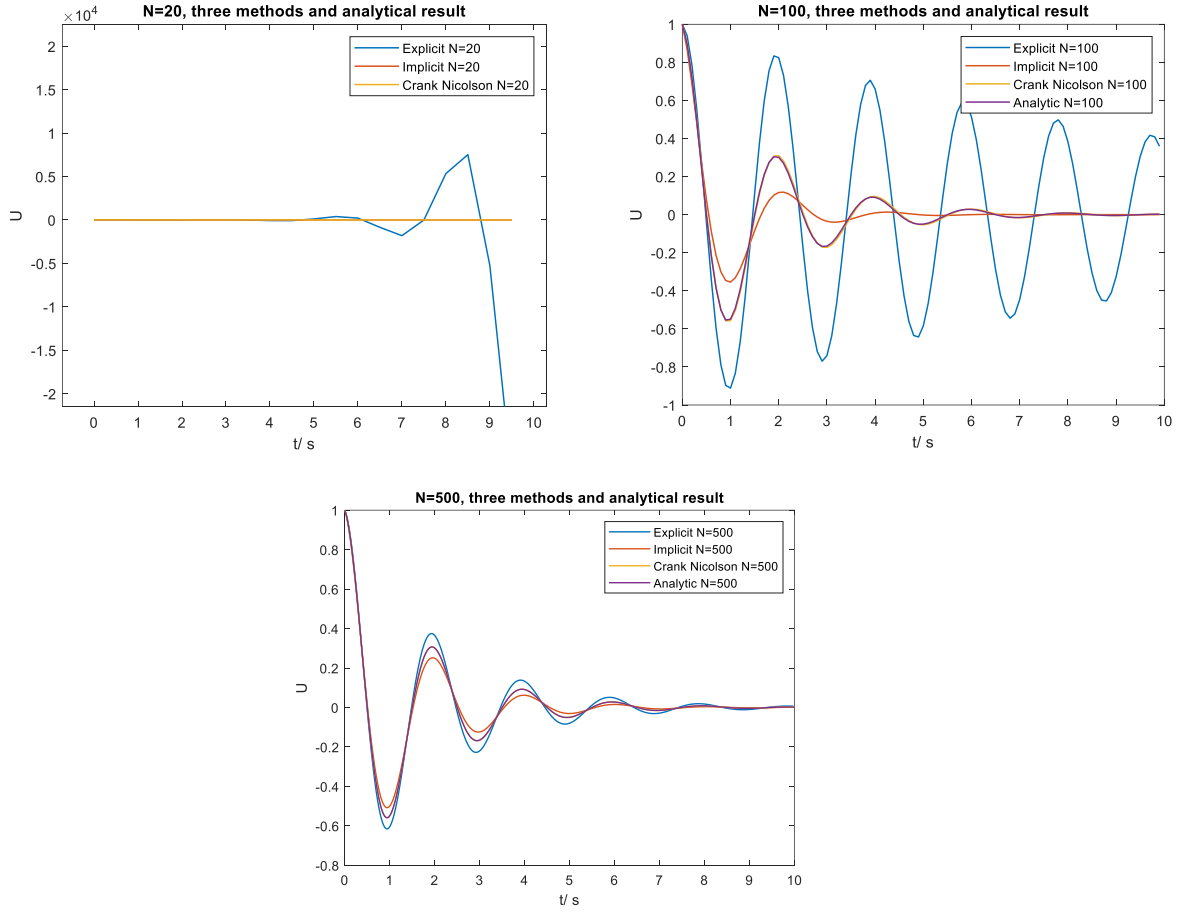 N=20, three methods and analytical result
×10⁴
2
1.5
1
0.5
0
-0.5
-1
-1.5
-2
U
0 1 2 3 4 5 6 7 8 9 10
t/ s
Explicit N=20
Implicit N=20
Crank Nicolson N=20
N=100, three methods and analytical result
1
0.8
0.6
0.4
0.2
0
-0.2
-0.4
-0.6
-0.8
-1
U
0 1 2 3 4 5 6 7 8 9 10
t/ s
Explicit N=100
Implicit N=100
Crank Nicolson N=100
Analytic N=100
N=500, three methods and analytical result
1
0.8
0.6
0.4
0.2
0
-0.2
-0.4
-0.6
-0.8
U
0 1 2 3 4 5 6 7 8 9 10
t/ s
Explicit N=500
Implicit N=500
Crank Nicolson N=500
Analytic N=500